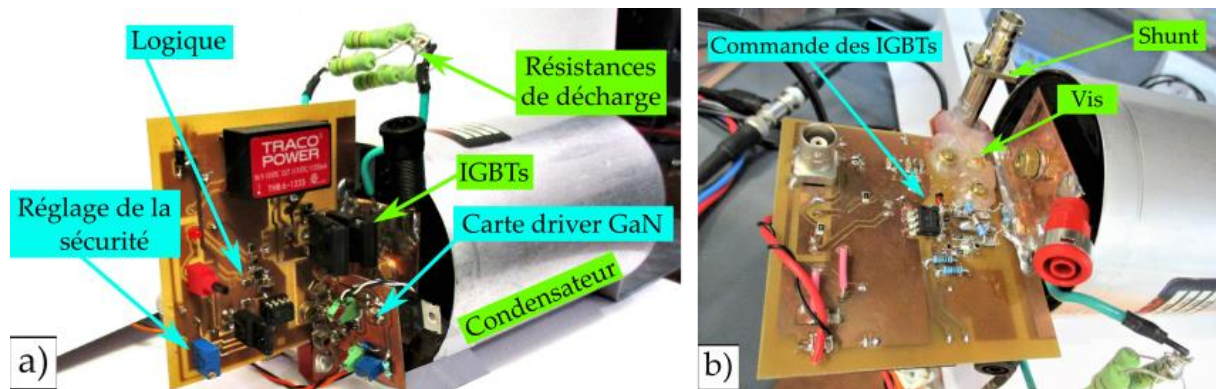 Logique
Résistances
de décharge
TRACO
POWER
IGBTs
Réglage de la
sécurité
Carte driver GaN
Condensateur
a)
Commande des IGBTs
Shunt
Vis
b)